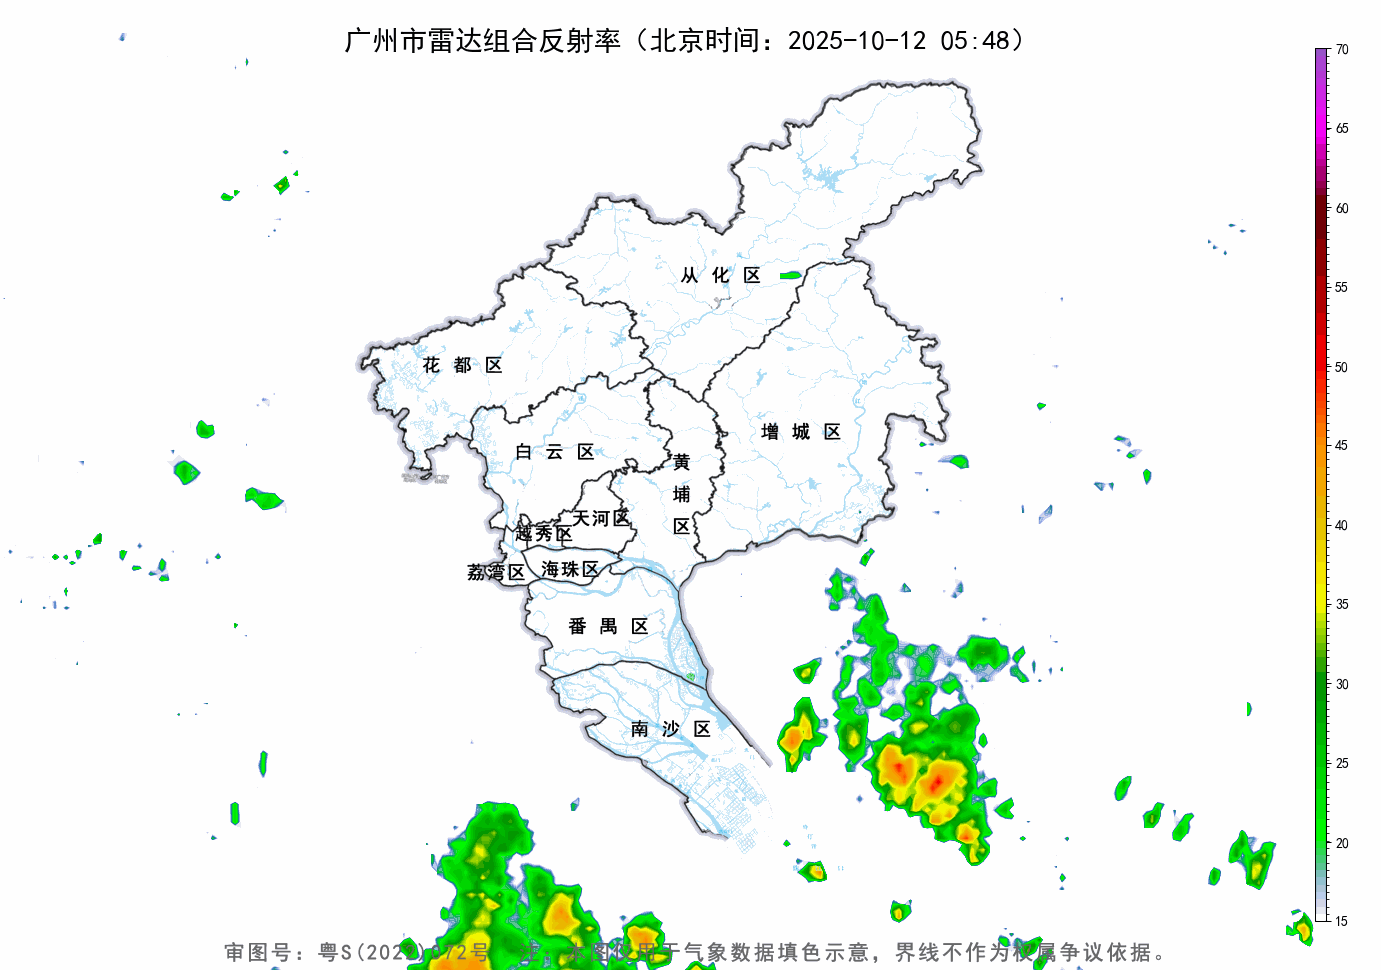 广州市雷达组合反射率（北京时间：2025-10-12 05:48）
70
65
60
55
50
45
40
35
30
25
20
15
从化区
花都区
增城区
白云区
黄埔区
天河区
越秀区
荔湾区
海珠区
番禺区
南沙区
审图号：粤S(202 072号 注：本图仅用于气象数据填色示意，界线不作为权属争议依据。